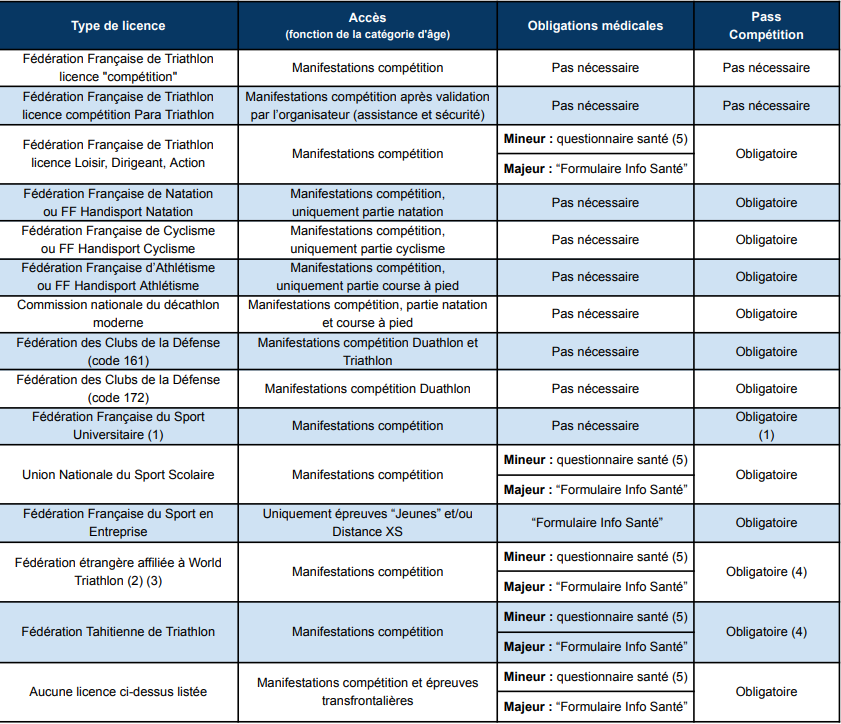 Type de licence
Accès
(fonction de la catégorie d'âge)
Obligations médicales
Pass
Compétition
Fédération Française de Triathlon
licence "compétition"
Manifestations compétition
Pas nécessaire
Pas nécessaire
Fédération Française de Triathlon
licence compétition Para Triathlon
Manifestations compétition après validation
par l'organisateur (assistance et sécurité)
Pas nécessaire
Pas nécessaire
Fédération Française de Triathlon
licence Loisir, Dirigeant, Action
Manifestations compétition
Mineur : questionnaire santé (5)
Majeur : “Formulaire Info Santé”
Obligatoire
Fédération Française de Natation
ou FF Handisport Natation
Manifestations compétition,
uniquement partie natation
Pas nécessaire
Obligatoire
Fédération Française de Cyclisme
ou FF Handisport Cyclisme
Manifestations compétition,
uniquement partie cyclisme
Pas nécessaire
Obligatoire
Fédération Française d’Athlétisme
ou FF Handisport Athlétisme
Manifestations compétition,
uniquement partie course à pied
Pas nécessaire
Obligatoire
Commission nationale du décathlon
moderne
Manifestations compétition, partie natation
et course à pied
Pas nécessaire
Obligatoire
Fédération des Clubs de la Défense
(code 161)
Manifestations compétition Duathlon et
Triathlon
Pas nécessaire
Obligatoire
Fédération des Clubs de la Défense
(code 172)
Manifestations compétition Duathlon
Pas nécessaire
Obligatoire
Fédération Française du Sport
Universitaire (1)
Manifestations compétition
Pas nécessaire
Obligatoire
(1)
Union Nationale du Sport Scolaire
Manifestations compétition
Mineur : questionnaire santé (5)
Majeur : “Formulaire Info Santé”
Obligatoire
Fédération Française du Sport en
Entreprise
Uniquement épreuves “Jeunes” et/ou
Distance XS
“Formulaire Info Santé”
Obligatoire
Fédération étrangère affiliée à World
Triathlon (2) (3)
Manifestations compétition
Mineur : questionnaire santé (5)
Majeur : “Formulaire Info Santé”
Obligatoire (4)
Fédération Tahitienne de Triathlon
Manifestations compétition
Mineur : questionnaire santé (5)
Majeur : “Formulaire Info Santé”
Obligatoire (4)
Aucune licence ci-dessus listée
Manifestations compétition et épreuves
transfrontalières
Mineur : questionnaire santé (5)
Majeur : “Formulaire Info Santé”
Obligatoire